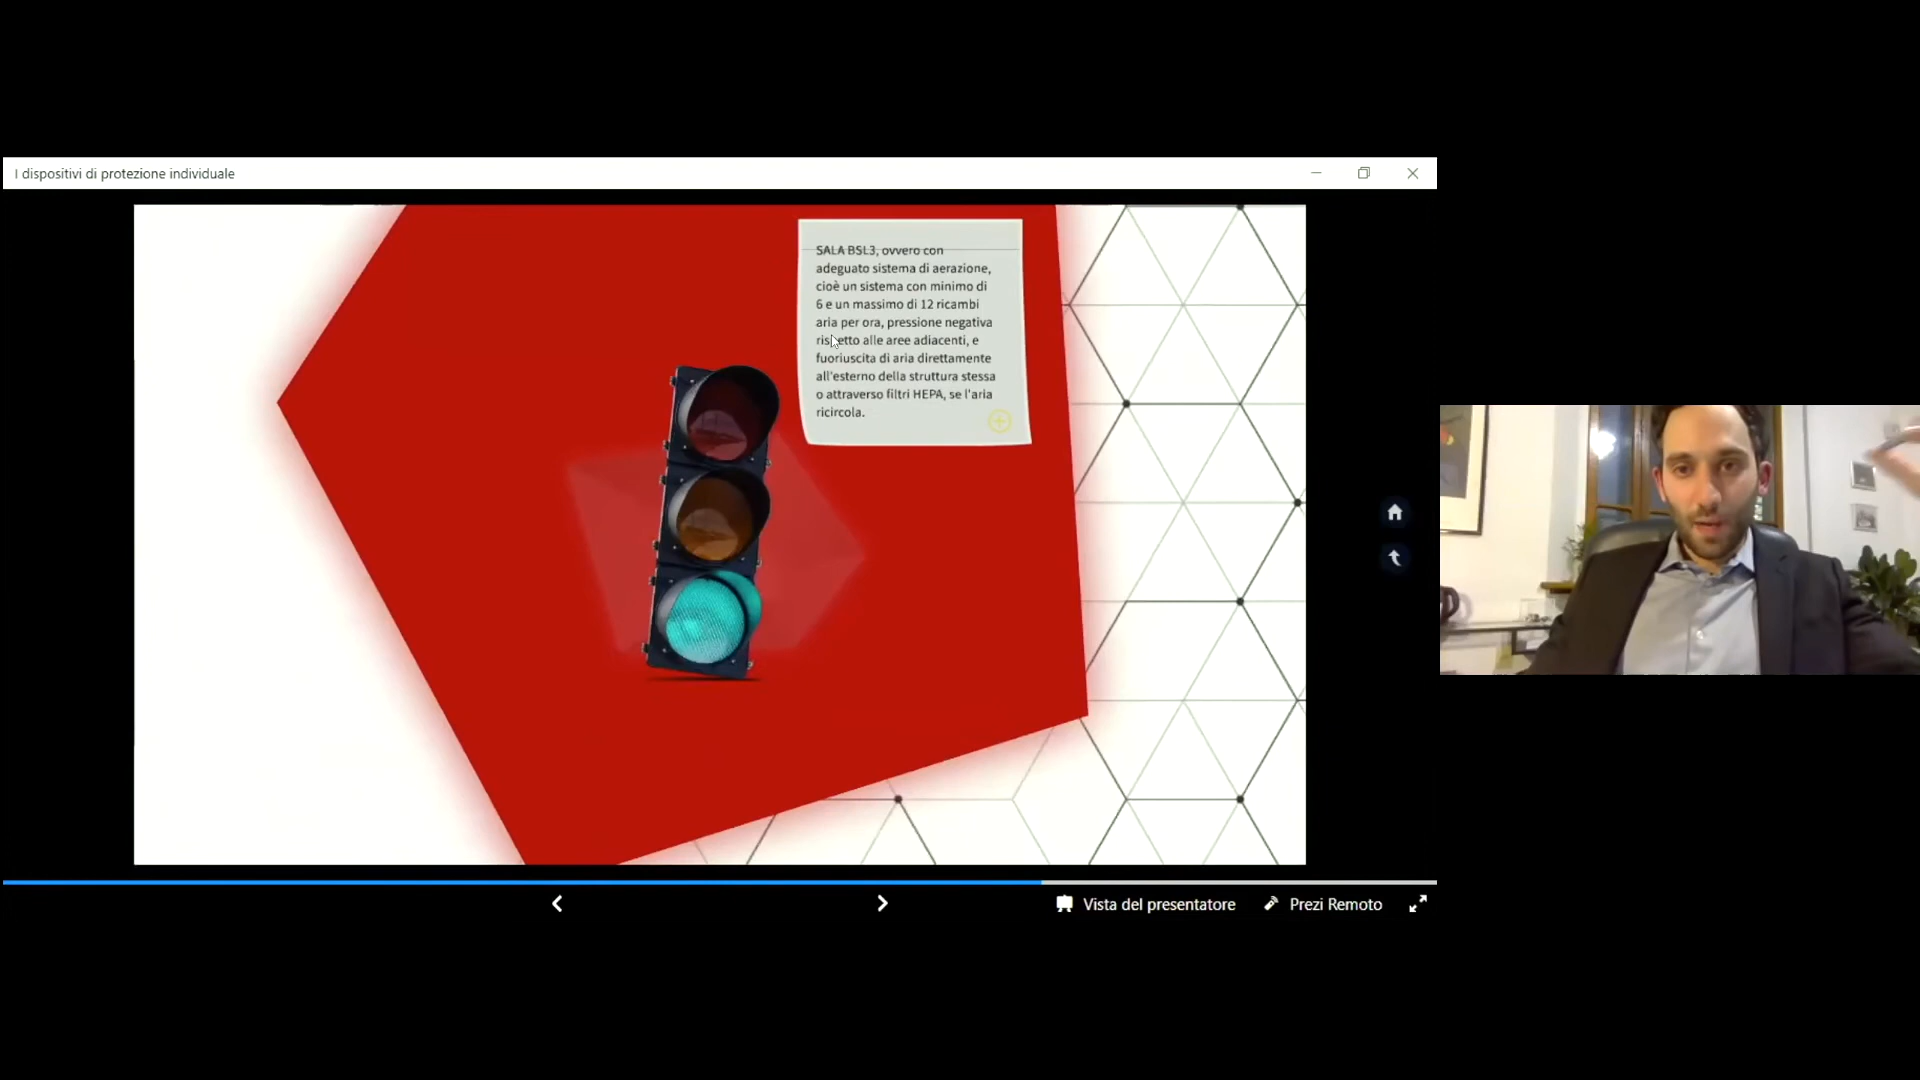 I dispositivi di protezione individuale
SALA BSL3, ovvero con
adeguato sistema di aerazione,
cioè un sistema con minimo di
6 e un massimo di 12 ricambi
aria per ora, pressione negativa
rispetto alle aree adiacenti, e
fuoriuscita di aria direttamente
all'esterno della struttura stessa
o attraverso filtri HEPA, se l'aria
ricircola.
Vista del presentatore
Prezi Remoto